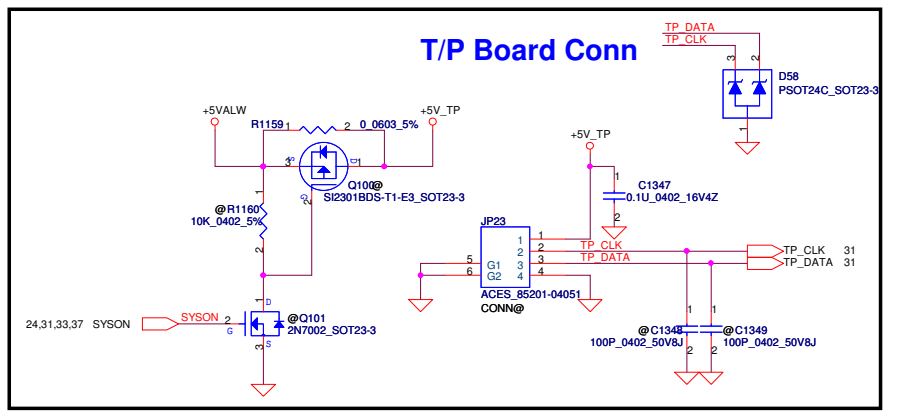 T/P Board Conn
TP_DATA
TP_CLK
3
2
D58
PSOT24C_SOT23-3
1
+5VALW
+5V_TP
R1159
1
2
0_0603_5%
3
S
D
1
Q100@
SI2301BDS-T1-E3_SOT23-3
G
2
1
@R1160
10K_0402_5%
2
+5V_TP
1
C1347
0.1U_0402_16V4Z
2
JP23
1
1
2
2
TP_CLK
3
3
TP_DATA
4
4
5
G1
6
G2
ACES_85201-04051
CONN@
TP_CLK 31
TP_DATA 31
1
D
24,31,33,37 SYSON
SYSON
2
G
@Q101
2N7002_SOT23-3
3
S
1
@C1348
100P_0402_50V8J
2
1
@C1349
100P_0402_50V8J
2